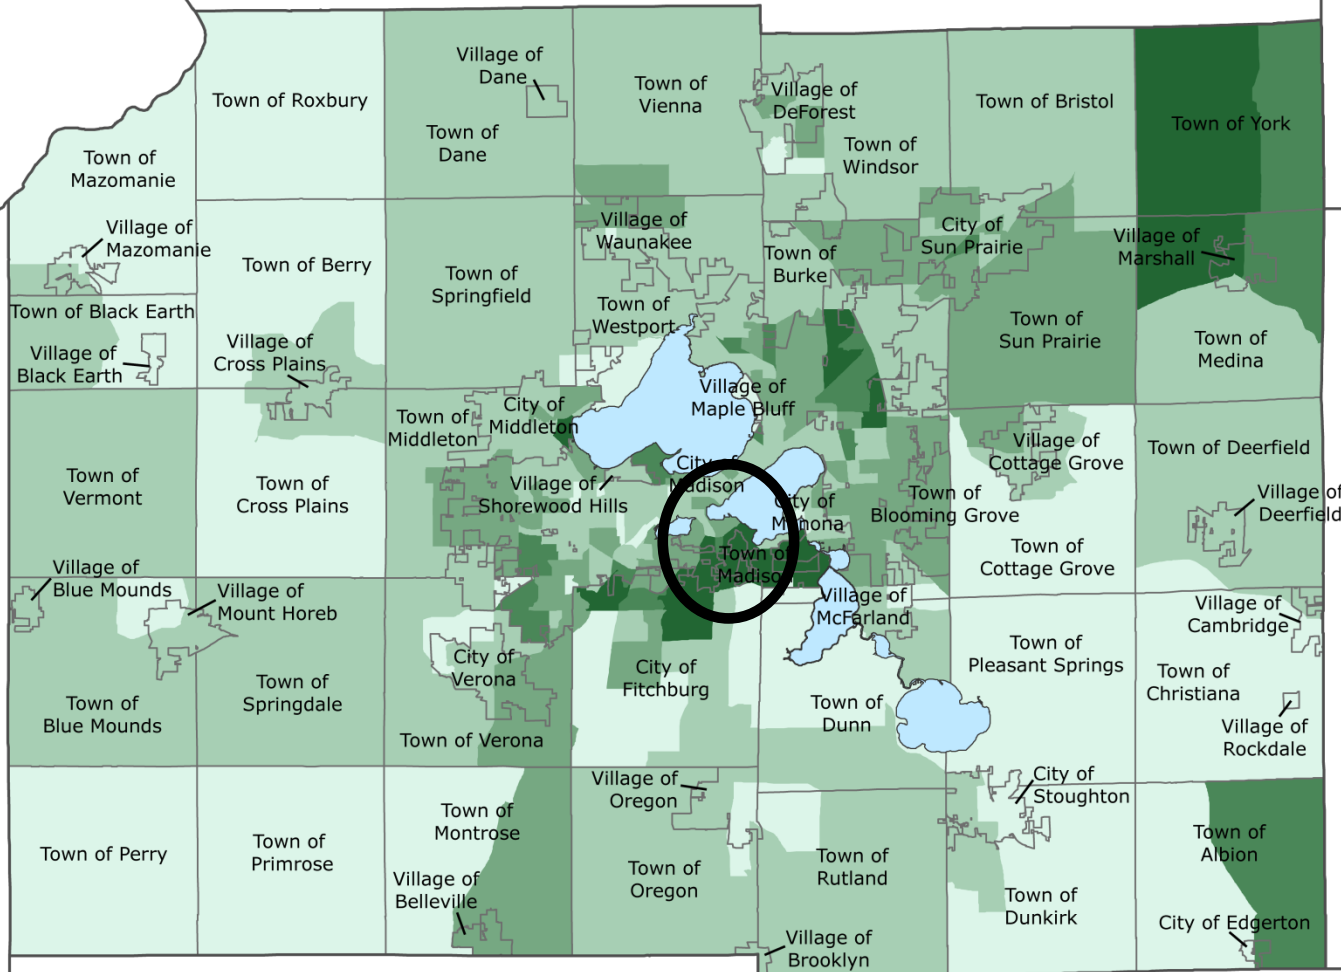 Village of
Dane
Town of Roxbury
Town of
Vienna
Village of
DeForest
Town of Bristol
Town of York
Town of
Dane
Town of
Windsor
Town of
Mazomanie
Village of
Mazomanie
Village of
Waunakee
City of
Sun Prairie
Village of
Marshall
Town of Berry
Town of
Springfield
Town of
Burke
Town of Black Earth
Town of
Westport
Town of
Sun Prairie
Town of
Medina
Village of
Black Earth
Village of
Cross Plains
Village of
Maple Bluff
Town of
Middleton
City of
Middleton
Village of
Cottage Grove
Town of Deerfield
Town of
Vermont
Town of
Cross Plains
Village of
Shorewood Hills
City of
Madison
City of
Monona
Town of
Blooming Grove
Village of
Deerfield
Town of
Madison
Town of
Cottage Grove
Village of
Blue Mounds
Village of
Mount Horeb
Village of
McFarland
Village of
Cambridge
City of
Verona
City of
Fitchburg
Town of
Pleasant Springs
Town of
Christiana
Town of
Blue Mounds
Town of
Springdale
Town of
Dunn
Village of
Rockdale
Town of Verona
Village of
Oregon
City of
Stoughton
Town of
Montrose
Town of Perry
Town of
Primrose
Town of
Albion
Village of
Belleville
Town of
Oregon
Town of
Rutland
Town of
Dunkirk
City of Edgerton
Village of
Brooklyn